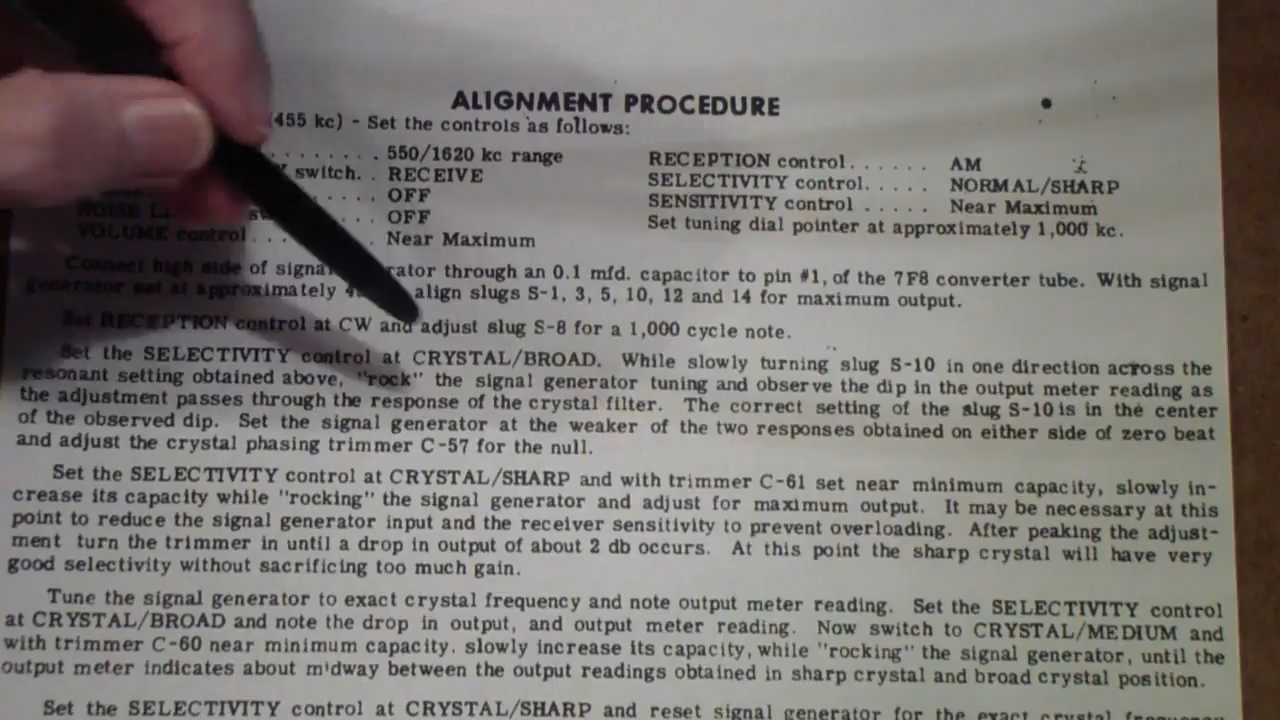 ALIGNMENT PROCEDURE
(455 kc) - Set the controls as follows:
. . . . . . . . 550/1620 kc range
switch. . RECEIVE
. . . . OFF
. . . OFF
VOLUME control . . . . . . Near Maximum
RECEPTION control . . . . . . AM
SELECTIVITY control. . . . . NORMAL/SHARP
SENSITIVITY control . . . . . Near Maximum
Set tuning dial pointer at approximately 1,000 kc.
Connect high side of signal rator through an 0.1 mfd. capacitor to pin #1, of the 7F8 converter tube. With signal
generator set at approximately align slugs S-1, 3, 5, 10, 12 and 14 for maximum output.
Set RECEPTION control at CW and adjust slug S-8 for a 1,000 cycle note.
Set the SELECTIVITY control at CRYSTAL/BROAD. While slowly turning slug S-10 in one direction across the
resonant setting obtained above, "rock" the signal generator tuning and observe the dip in the output meter reading as
the adjustment passes through the response of the crystal filter. The correct setting of the slug S-10 is in the center
of the observed dip. Set the signal generator at the weaker of the two responses obtained on either side of zero beat
and adjust the crystal phasing trimmer C-57 for the null.
Set the SELECTIVITY control at CRYSTAL/SHARP and with trimmer C-61 set near minimum capacity, slowly in-
crease its capacity while "rocking" the signal generator and adjust for maximum output. It may be necessary at this
point to reduce the signal generator input and the receiver sensitivity to prevent overloading. After peaking the adjust-
ment turn the trimmer in until a drop in output of about 2 db occurs. At this point the sharp crystal will have very
good selectivity without sacrificing too much gain.
Tune the signal generator to exact crystal frequency and note output meter reading. Set the SELECTIVITY control
at CRYSTAL/BROAD and note the drop in output, and output meter reading. Now switch to CRYSTAL/MEDIUM and
with trimmer C-60 near minimum capacity. slowly increase its capacity, while "rocking" the signal generator, until the
output meter indicates about midway between the output readings obtained in sharp crystal and broad crystal position.
Set the SELECTIVITY control at CRYSTAL/SHARP and reset signal generator for the exact crystal frequency